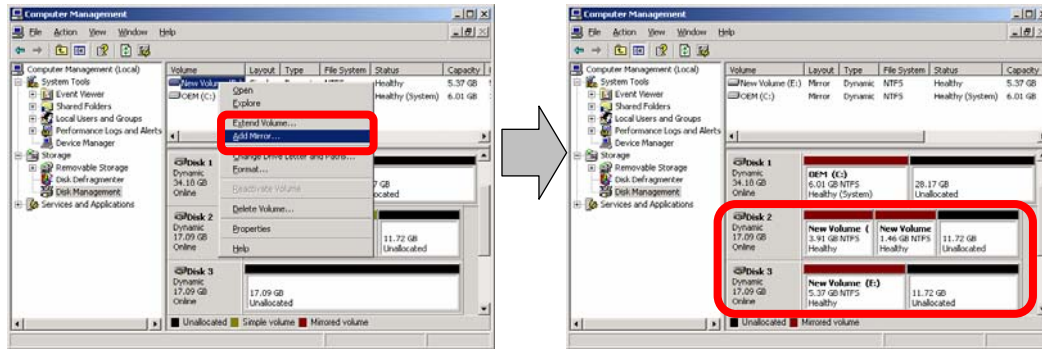 Computer Management
File Action View Window Help
Computer Management (Local)
System Tools
Event Viewer
Shared Folders
Local Users and Groups
Performance Logs and Alerts
Device Manager
Storage
Removable Storage
Disk Defragmenter
Disk Management
Services and Applications
Volume Layout Type File System Status Capacity
New Volume Healthy 5.37 GB
OEM (C:) Healthy (System) 6.01 GB
Open
Explore
Extend Volume...
Add Mirror...
Change Drive Letter and Paths...
Format...
Reactivate Volume
Delete Volume...
Properties
Help
Disk 1
Dynamic
34.18 GB
Online
Disk 2
Dynamic
17.09 GB
Online
11.72 GB
Unallocated
Disk 3
Dynamic
17.09 GB
Online
17.09 GB
Unallocated
Unallocated Simple volume Mirrored volume
Computer Management
File Action View Window Help
Computer Management (Local)
System Tools
Event Viewer
Shared Folders
Local Users and Groups
Performance Logs and Alerts
Device Manager
Storage
Removable Storage
Disk Defragmenter
Disk Management
Services and Applications
Volume Layout Type File System Status Capacity
New Volume (E:) Mirror Dynamic NTFS Healthy 5.37 GB
OEM (C:) Mirror Dynamic NTFS Healthy (System) 6.01 GB
Disk 1
Dynamic
34.18 GB
Online
OEM (C:)
6.01 GB NTFS
Healthy (System)
28.17 GB
Unallocated
Disk 2
Dynamic
17.09 GB
Online
New Volume (
3.91 GB NTFS
Healthy
New Volume
1.46 GB NTFS
Healthy
11.72 GB
Unallocated
Disk 3
Dynamic
17.09 GB
Online
New Volume (E:)
5.37 GB NTFS
Healthy
11.72 GB
Unallocated
Unallocated Mirrored volume